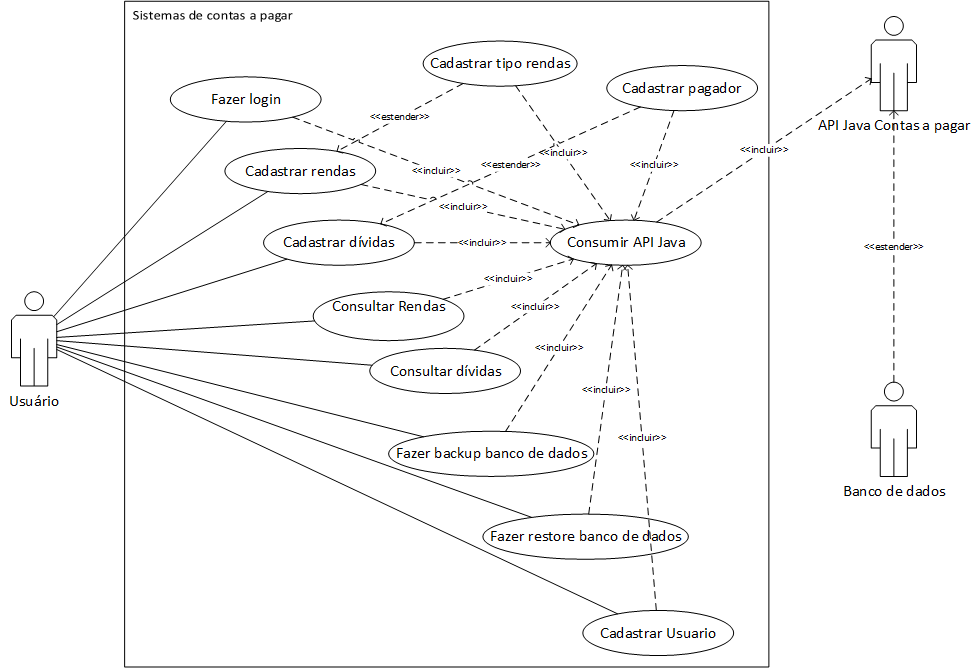 Sistemas de contas a pagar
Cadastrar tipo rendas
Cadastrar pagador
Fazer login
<<estender>>
API Java Contas a pagar
<<incluir>>
<<incluir>>
<<estender>>
<<incluir>>
<<incluir>>
Cadastrar rendas
<<incluir>>
Cadastrar dívidas
<<incluir>>
Consumir API Java
<<estender>>
<<incluir>>
Consultar Rendas
<<incluir>>
<<incluir>>
Consultar dívidas
<<incluir>>
Usuário
<<incluir>>
Fazer backup banco de dados
Banco de dados
Fazer restore banco de dados
Cadastrar Usuario